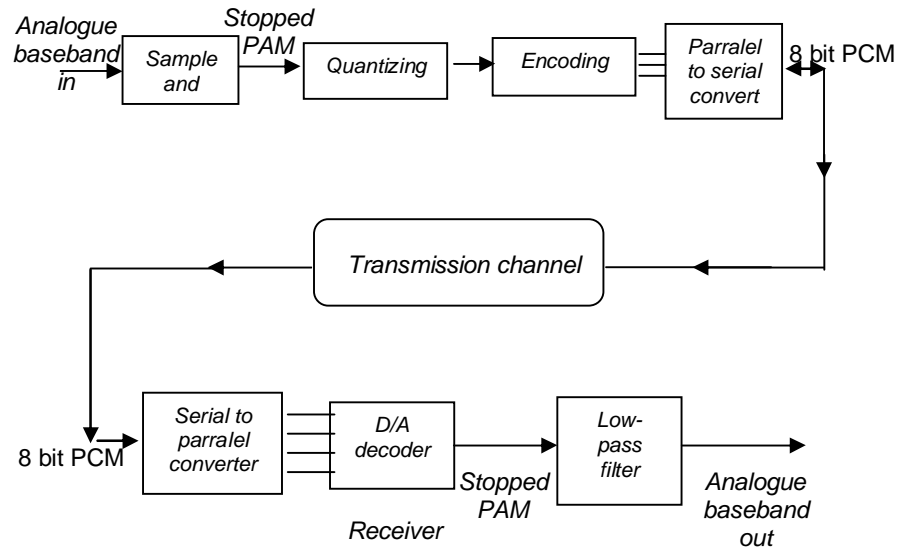 Analogue
baseband
in
Sample
and
Stopped
PAM
Quantizing
Encoding
Parralel
to serial
convert
8 bit PCM
Transmission channel
8 bit PCM
Serial to
parralel
converter
D/A
decoder
Receiver
Stopped
PAM
Low-
pass
filter
Analogue
baseband
out